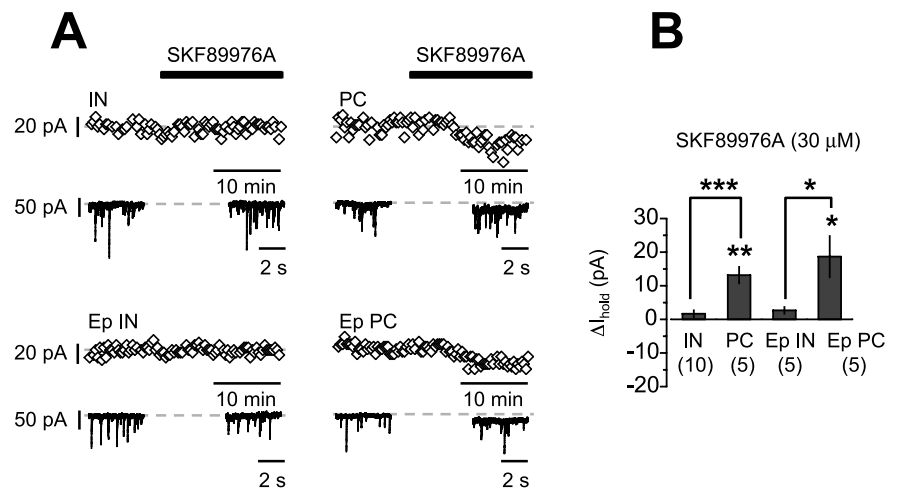 A
B
SKF89976A
SKF89976A
IN
PC
20 pA
10 min
10 min
50 pA
2 s
2 s
Ep IN
Ep PC
20 pA
10 min
10 min
50 pA
2 s
2 s
SKF89976A (30 μM)
***
*
**
*
ΔIhold (pA)
30
20
10
0
-10
-20
IN PC Ep IN Ep PC
(10) (5) (5) (5)